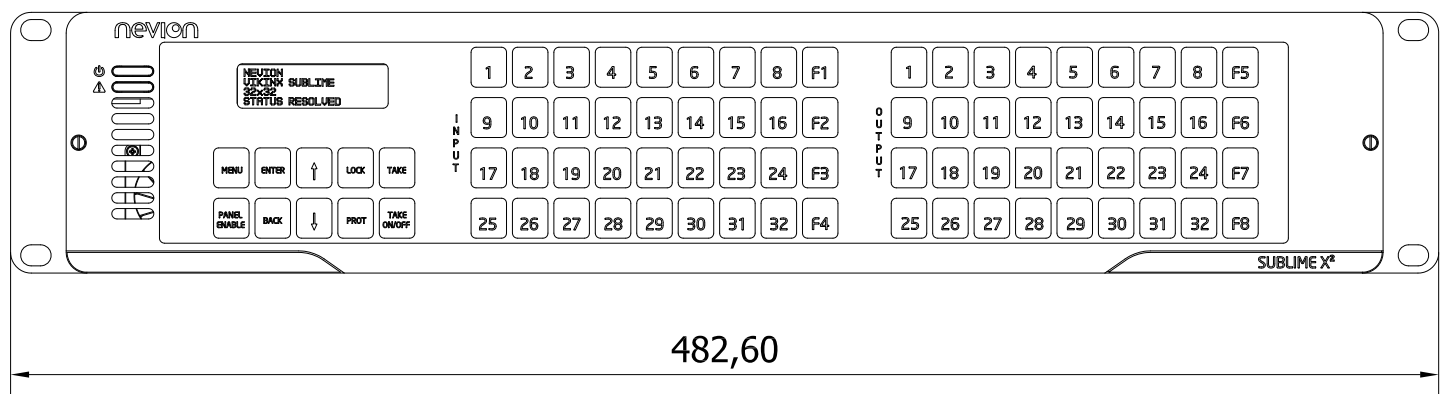 nevion
NEVION
VIKINX SUBLIME
32x32
STATUS RESOLVED
MENU ENTER LOCK TAKE
PANEL ENABLE BACK PROT TAKE ON/OFF
INPUT
1 2 3 4 5 6 7 8 F1
9 10 11 12 13 14 15 16 F2
17 18 19 20 21 22 23 24 F3
25 26 27 28 29 30 31 32 F4
OUTPUT
1 2 3 4 5 6 7 8 F5
9 10 11 12 13 14 15 16 F6
17 18 19 20 21 22 23 24 F7
25 26 27 28 29 30 31 32 F8
SUBLIME X²
482,60